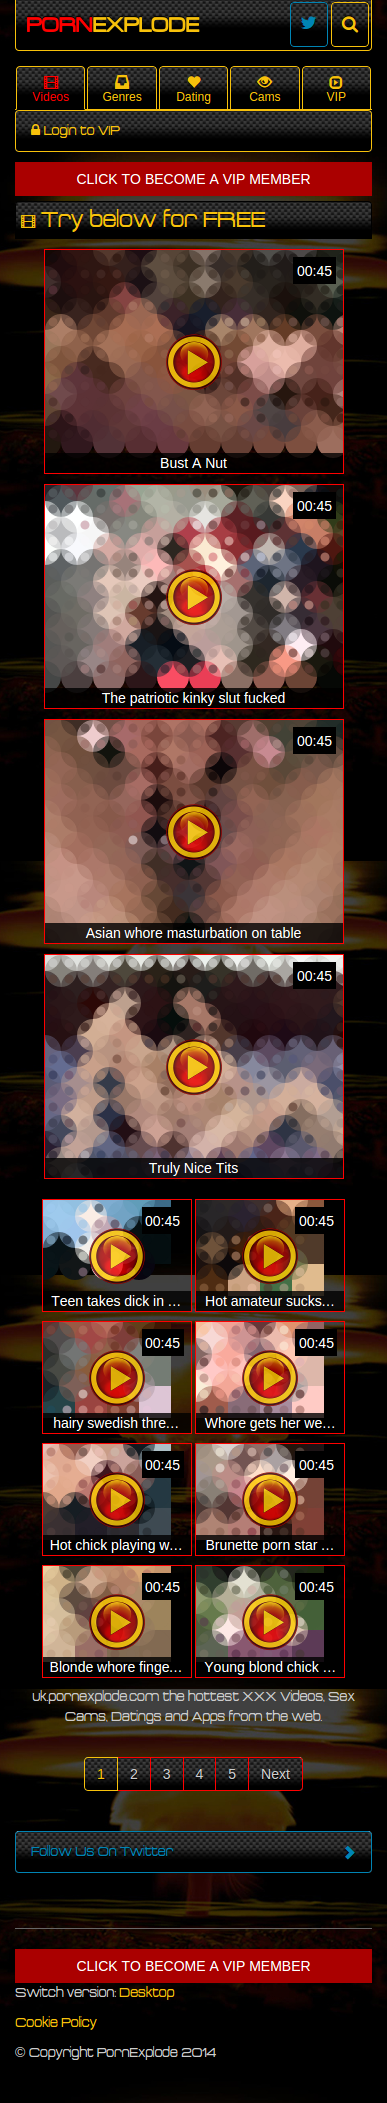 PORNEXPLODE
Videos
Genres
Dating
Cams
VIP
Login to VIP
CLICK TO BECOME A VIP MEMBER
Try below for FREE
00:45
Bust A Nut
00:45
The patriotic kinky slut fucked
00:45
Asian whore masturbation on table
00:45
Truly Nice Tits
00:45
Teen takes dick in ...
00:45
Hot amateur sucks...
00:45
hairy swedish thre...
00:45
Whore gets her we...
00:45
Hot chick playing w...
00:45
Brunette porn star ...
00:45
Blonde whore finge...
00:45
Young blond chick ...
uk.pornexplode.com the hottest XXX Videos, Sex
Cams, Datings and Apps from the web.
1 2 3 4 5 Next
Follow Us On Twitter
CLICK TO BECOME A VIP MEMBER
Switch version: Desktop
Cookie Policy
© Copyright PornExplode 2014